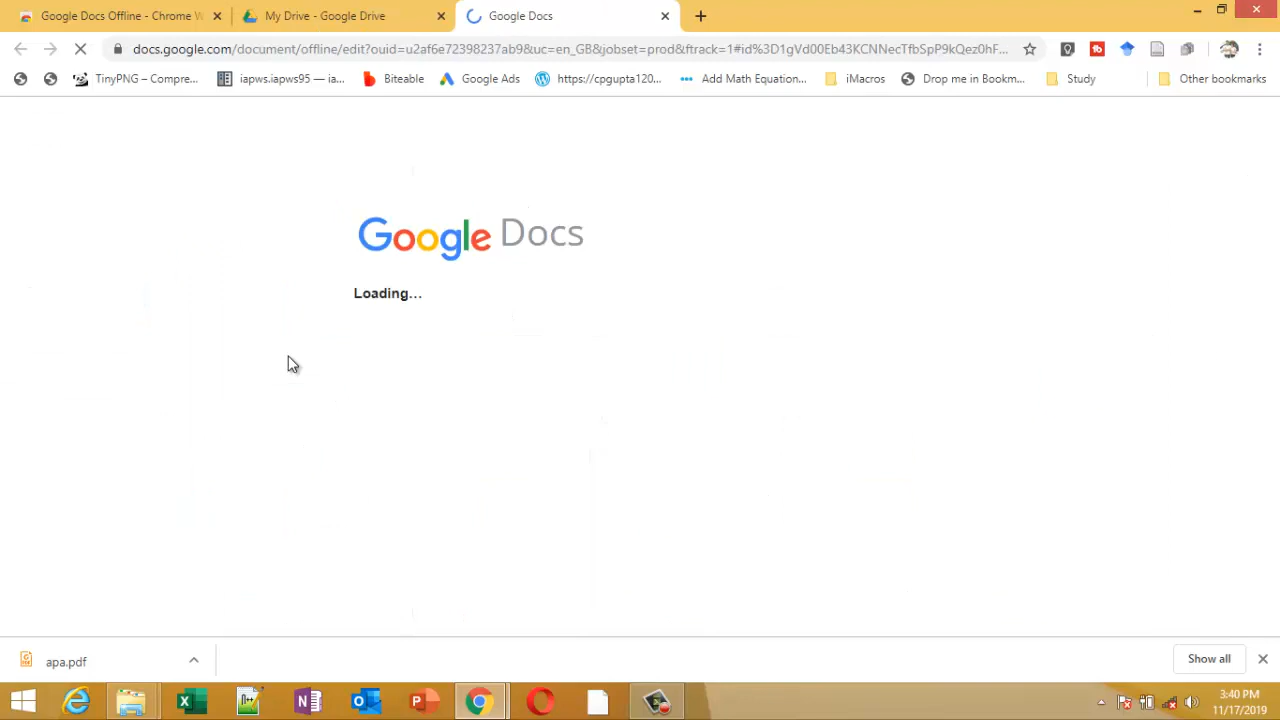 Google Docs Offline - Chrome W
My Drive - Google Drive
Google Docs
docs.google.com/document/offline/edit?ouid=u2af6e72398237ab9&uc=en_GB&jobset=prod&ftrack=1#id%3D1gVd00Eb43KCNNecTfbSpP9kQez0hF...
TinyPNG – Compre...
iapws.iapws95 — ia...
Biteable
Google Ads
https://cpgupta120...
Add Math Equation...
iMacros
Drop me in Bookm...
Study
Other bookmarks
Google Docs
Loading...
apa.pdf
Show all
3:40 PM
11/17/2019